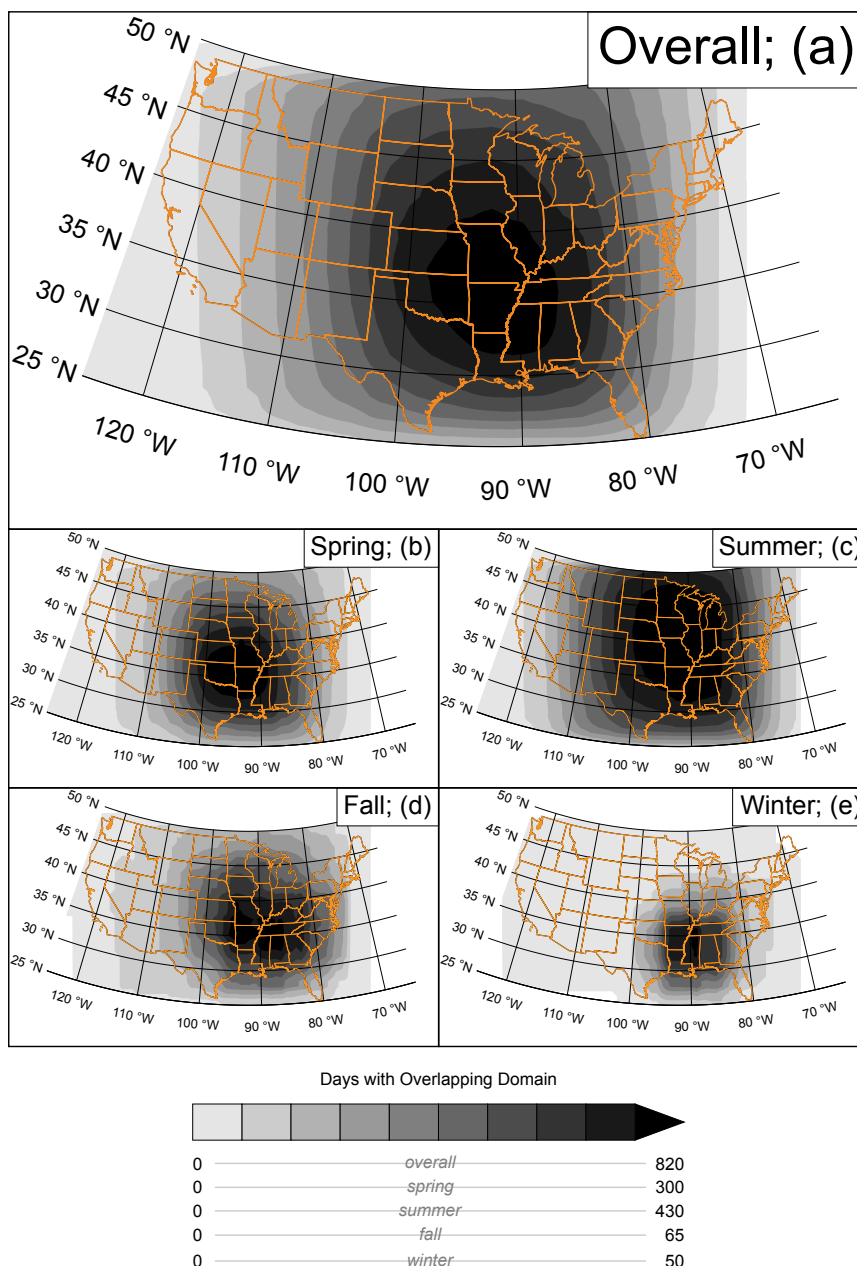 Overall; (a)
50 °N
45 °N
40 °N
35 °N
30 °N
25 °N
120 °W
110 °W
100 °W
90 °W
80 °W
70 °W
Spring; (b)
50 °N
45 °N
40 °N
35 °N
30 °N
25 °N
120 °W
110 °W
100 °W
90 °W
80 °W
70 °W
Summer; (c)
50 °N
45 °N
40 °N
35 °N
30 °N
25 °N
120 °W
110 °W
100 °W
90 °W
80 °W
70 °W
Fall; (d)
50 °N
45 °N
40 °N
35 °N
30 °N
25 °N
120 °W
110 °W
100 °W
90 °W
80 °W
70 °W
Winter; (e)
50 °N
45 °N
40 °N
35 °N
30 °N
25 °N
120 °W
110 °W
100 °W
90 °W
80 °W
70 °W
Days with Overlapping Domain
0 overall 820
0 spring 300
0 summer 430
0 fall 65
0 winter 50